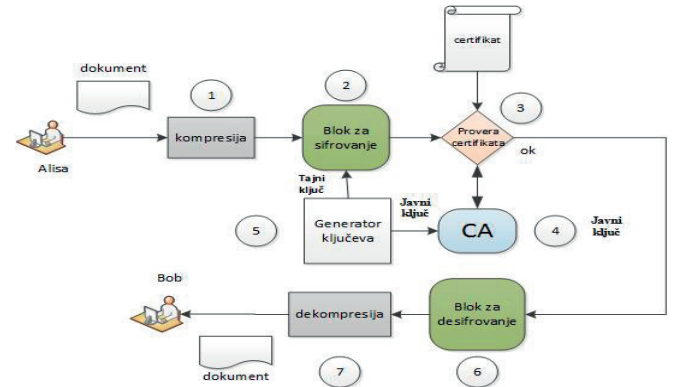 certifikat
dokument
1
2
3
kompresija
Blok za
sifrovanje
Provera
certifikata
ok
Alisa
Tajni
ključ
5
Generator
ključeva
Javni
ključ
CA
4
Javni
ključ
Bob
dekompresija
Blok za
desifrovanje
dokument
7
6